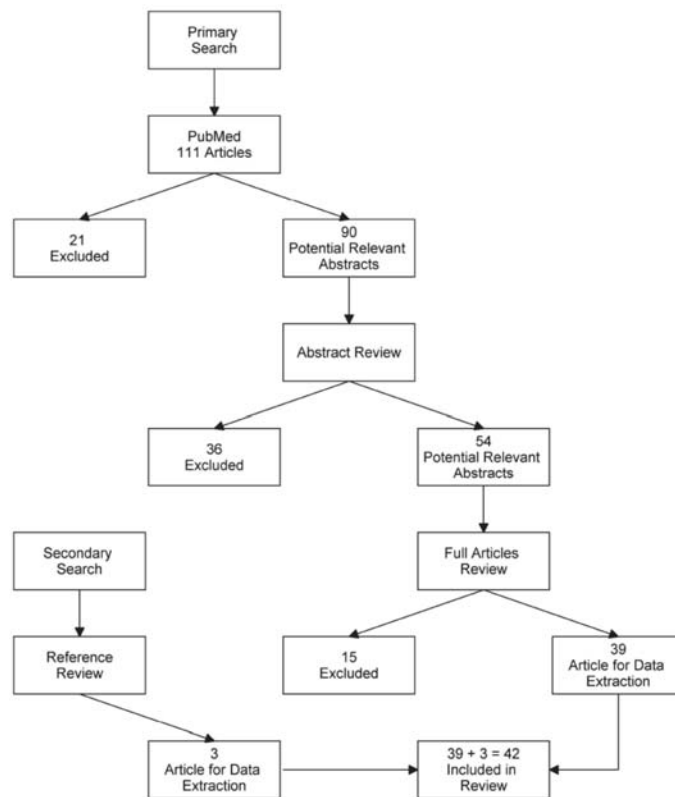 Primary
Search
PubMed
111 Articles
21
Excluded
90
Potential Relevant
Abstracts
Abstract Review
36
Excluded
54
Potential Relevant
Abstracts
Secondary
Search
Full Articles
Review
Reference
Review
15
Excluded
39
Article for Data
Extraction
3
Article for Data
Extraction
39 + 3 = 42
Included in
Review